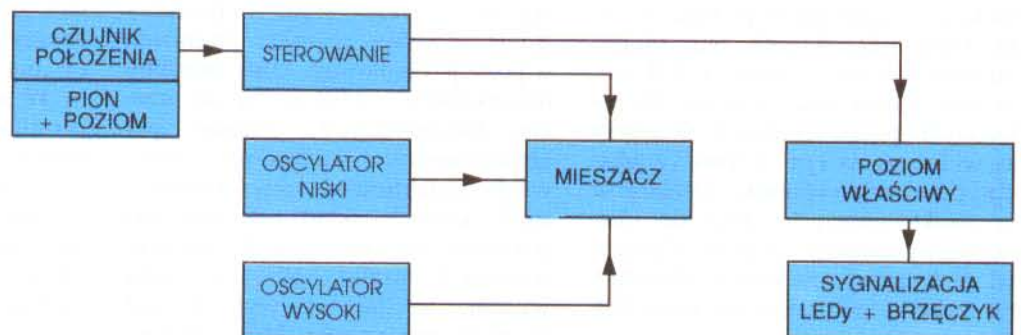 CZUJNIK
POŁOŻENIA
PION
+ POZIOM
STEROWANIE
OSCYLATOR
NISKI
MIESZACZ
POZIOM
WŁAŚCIWY
OSCYLATOR
WYSOKI
SYGNALIZACJA
LEDy + BRZĘCZYK